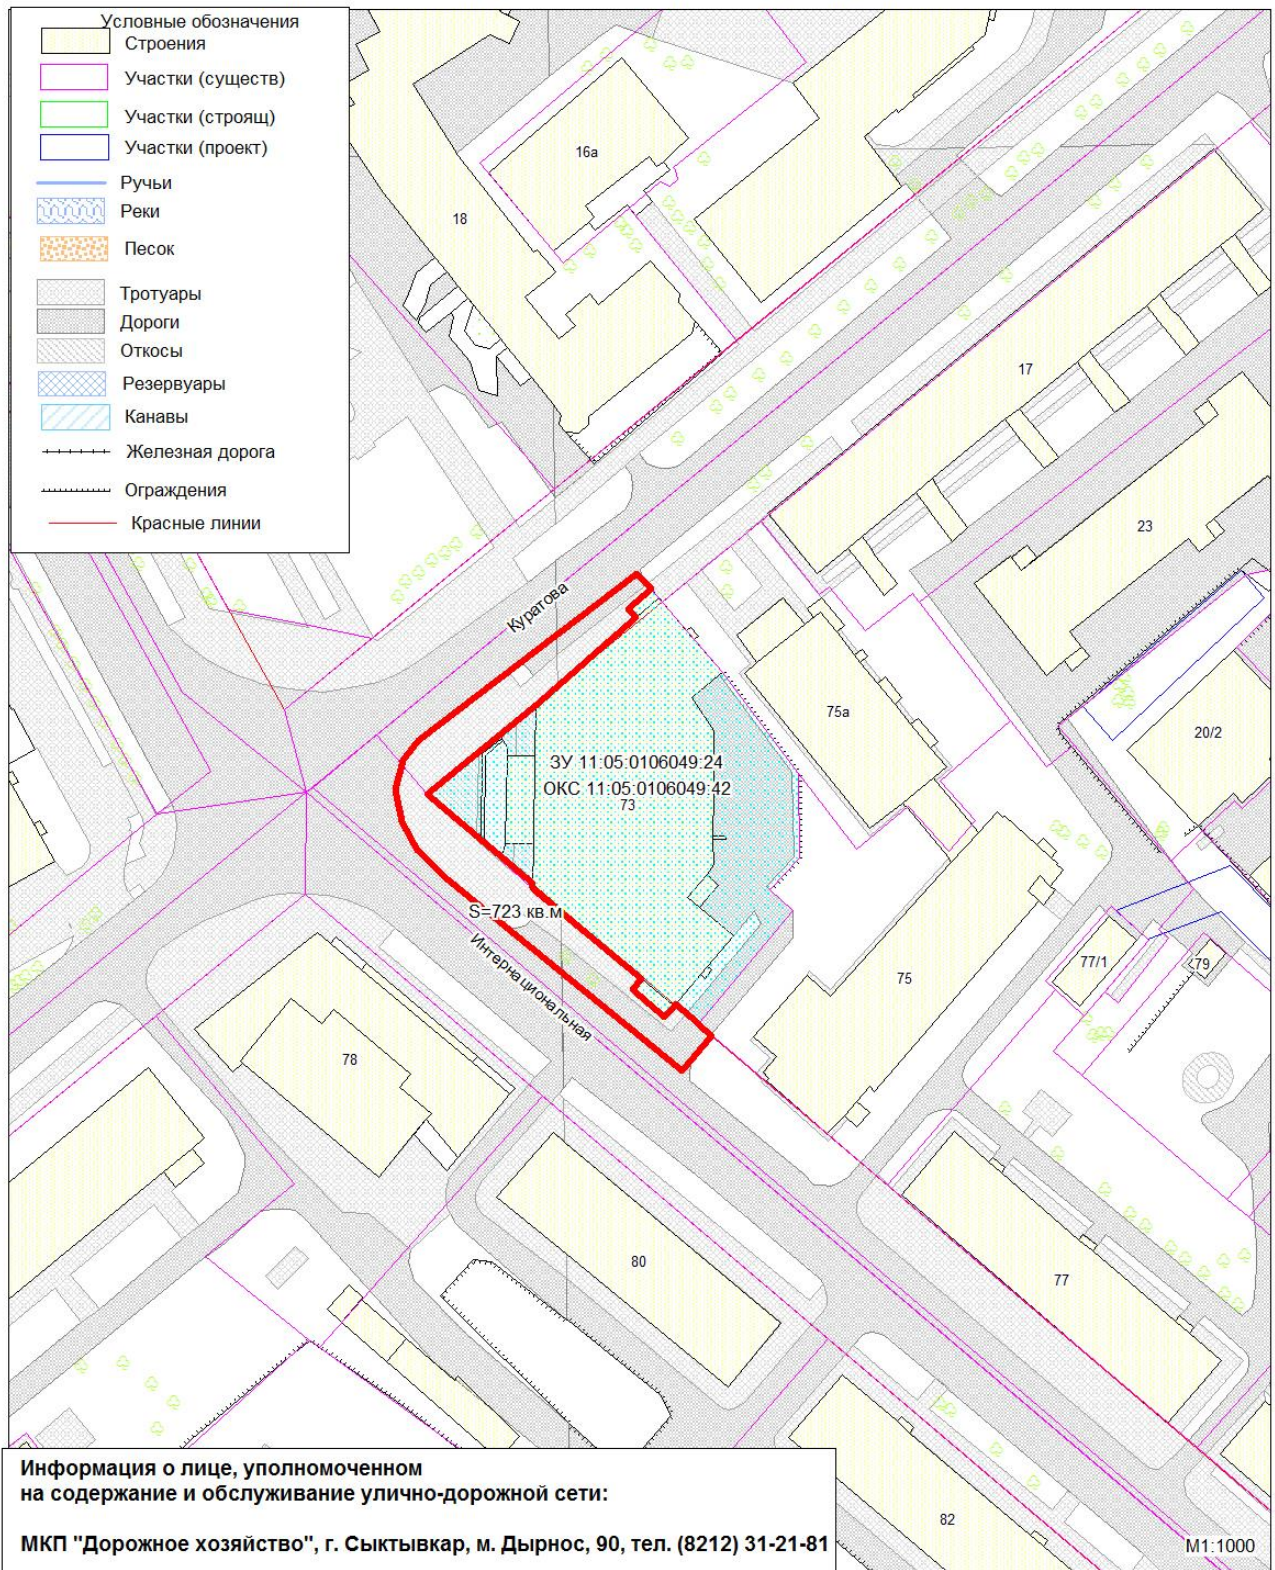 Условные обозначения
Строения
Участки (существ)
Участки (строящ)
Участки (проект)
Ручьи
Реки
Песок
Тротуары
Дороги
Откосы
Резервуары
Канавы
Железная дорога
Ограждения
Красные линии
16а
18
17
23
Куратова
75а
20/2
ЗУ 11:05:0106049:24
ОКС 11:05:0106049:42
73
S=723 кв.м
Интернациональная
77/1
79
75
78
80
77
82
Информация о лице, уполномоченном
на содержание и обслуживание улично-дорожной сети:
МКП "Дорожное хозяйство", г. Сыктывкар, м. Дырнос, 90, тел. (8212) 31-21-81
М1:1000